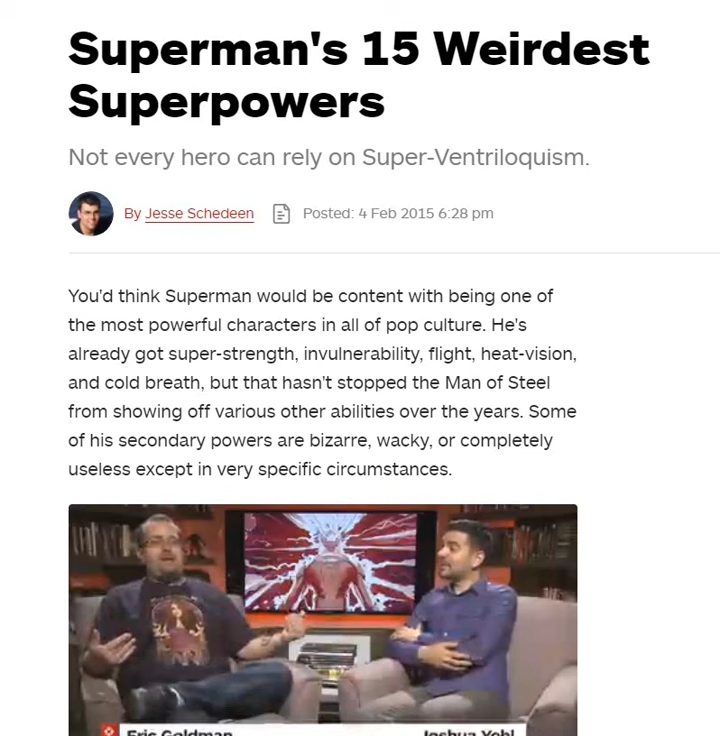 Superman's 15 Weirdest
Superpowers
Not every hero can rely on Super-Ventriloquism.
By Jesse Schedeen Posted: 4 Feb 2015 6:28 pm
You'd think Superman would be content with being one of
the most powerful characters in all of pop culture. He's
already got super-strength, invulnerability, flight, heat-vision,
and cold breath, but that hasn't stopped the Man of Steel
from showing off various other abilities over the years. Some
of his secondary powers are bizarre, wacky, or completely
useless except in very specific circumstances.
Eric Goldman Joshua Yehl